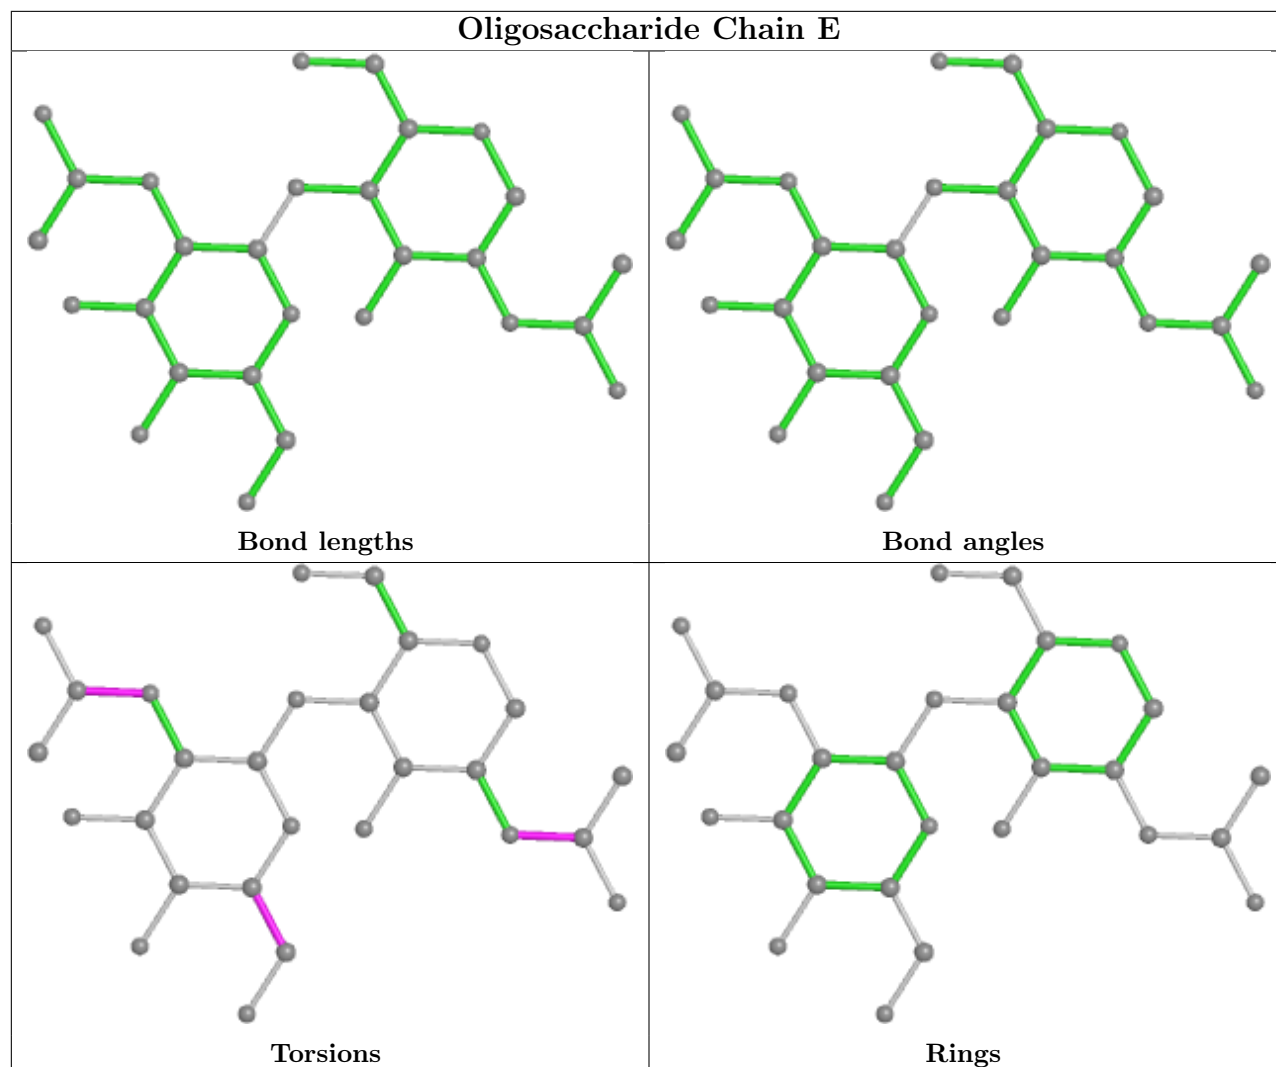 Oligosaccharide Chain E
Bond lengths
Bond angles
Torsions
Rings